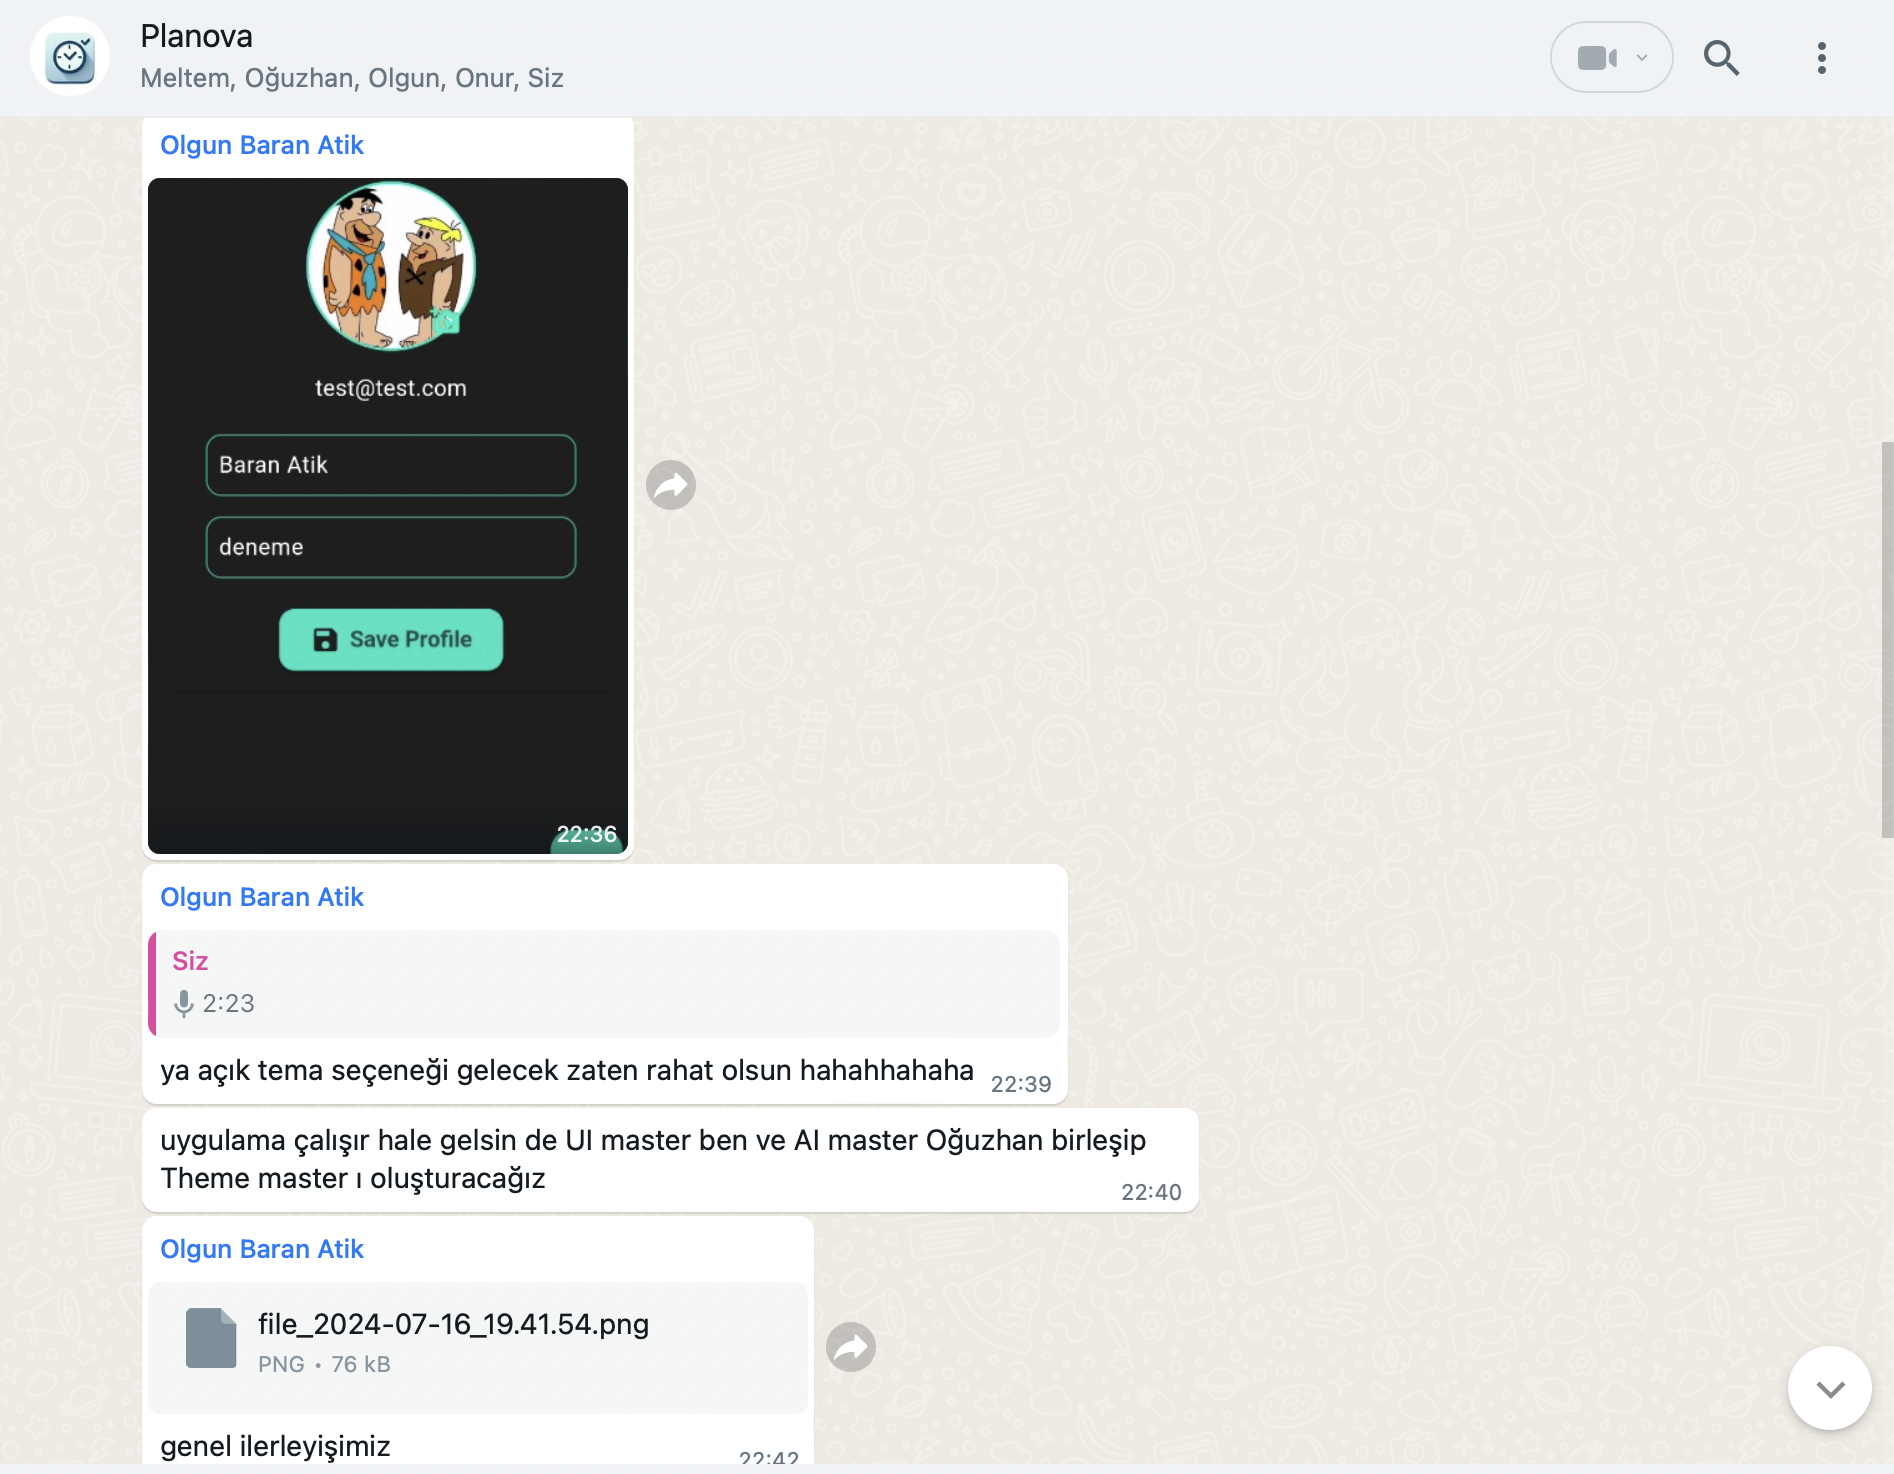 Planova
Meltem, Oğuzhan, Olgun, Onur, Siz
Olgun Baran Atik
test@test.com
Baran Atik
deneme
Save Profile
22:36
Olgun Baran Atik
Siz
2:23
ya açık tema seçeneği gelecek zaten rahat olsun hahahhahaha
22:39
uygulama çalışır hale gelsin de UI master ben ve AI master Oğuzhan birleşip
Theme master ı oluşturacağız
22:40
Olgun Baran Atik
file_2024-07-16_19.41.54.png
PNG • 76 kB
genel ilerleyişimiz
22:42